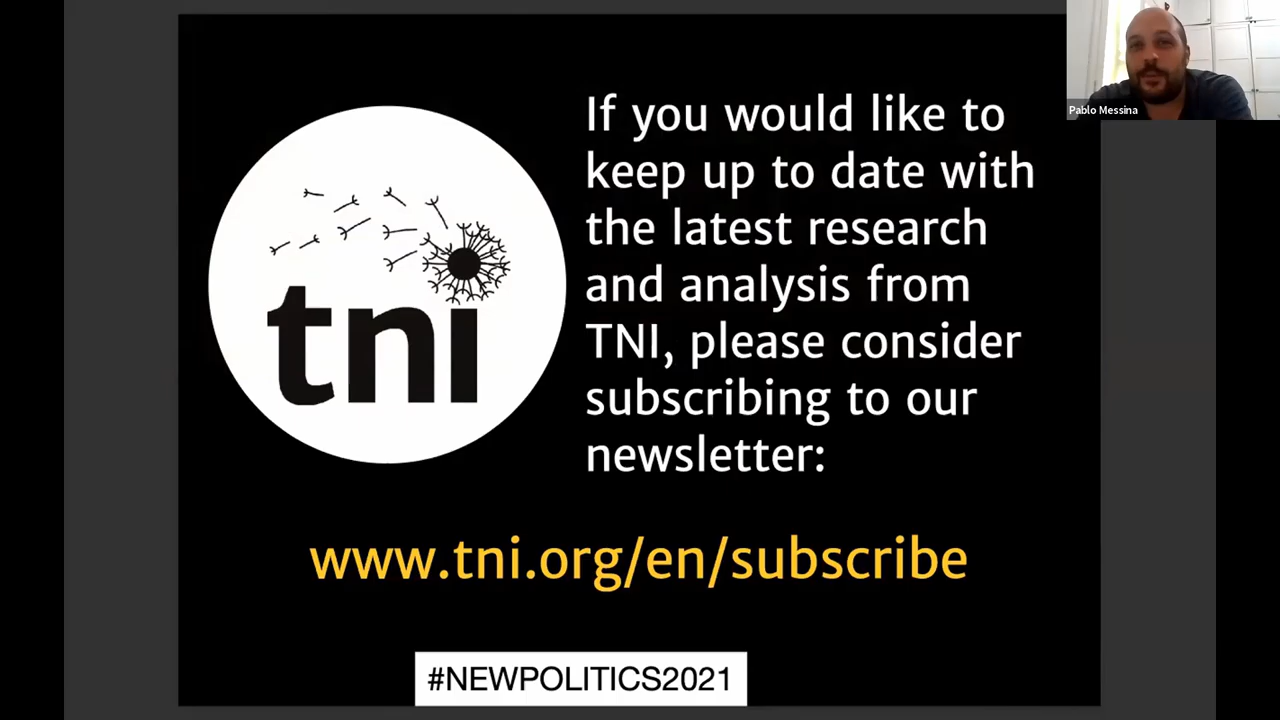 Pablo Messina
If you would like to
keep up to date with
the latest research
and analysis from
TNI, please consider
subscribing to our
newsletter:
tni
www.tni.org/en/subscribe
#NEWPOLITICS2021